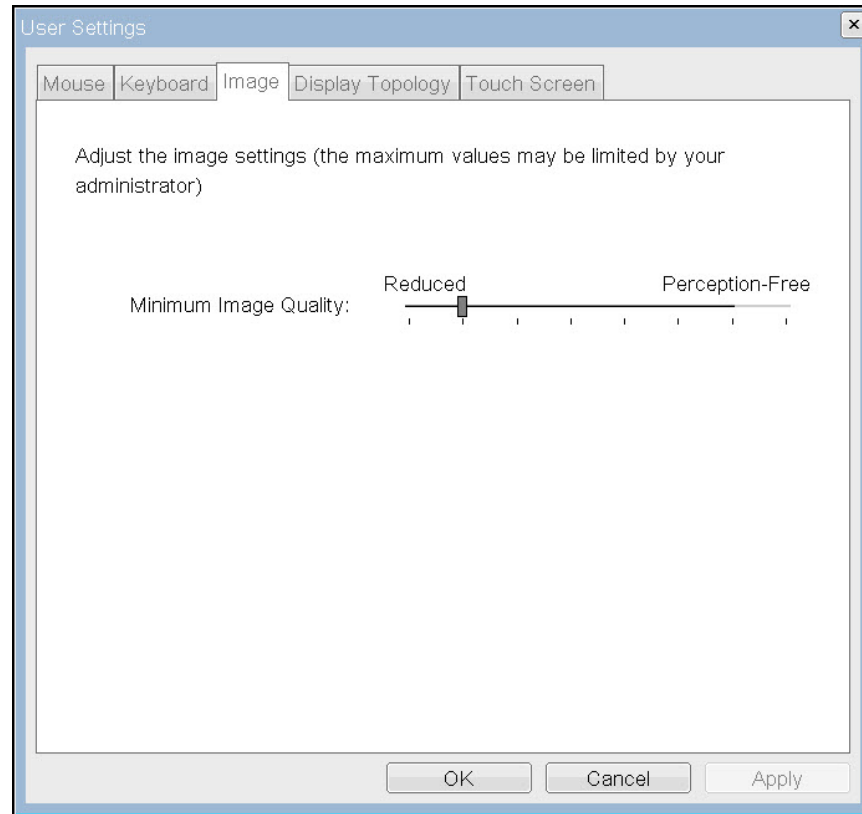 User Settings
Mouse Keyboard Image Display Topology Touch Screen
Adjust the image settings (the maximum values may be limited by your
administrator)
Reduced Perception-Free
Minimum Image Quality:
OK Cancel Apply